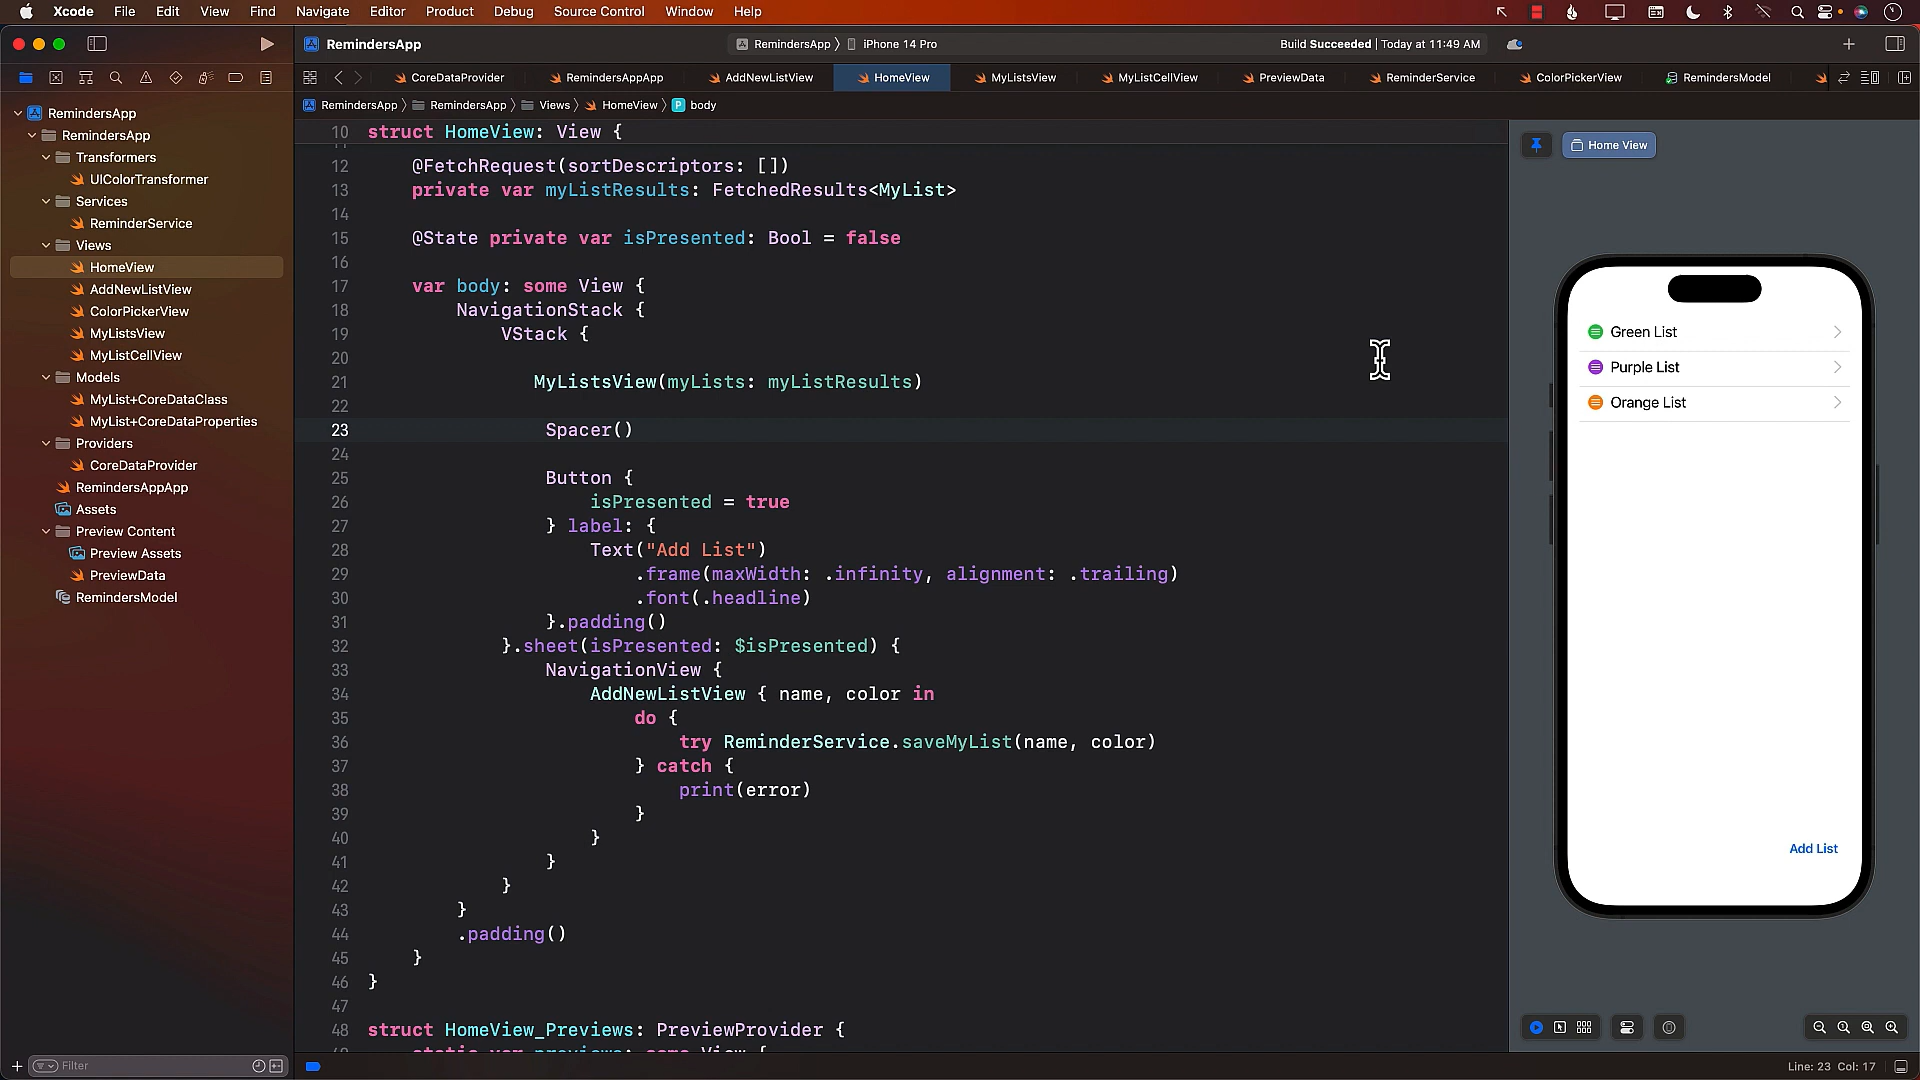 Xcode File Edit View Find Navigate Editor Product Debug Source Control Window Help
RemindersApp
RemindersApp iPhone 14 Pro
Build Succeeded | Today at 11:49 AM
CoreDataProvider RemindersAppApp AddNewListView HomeView MyListsView MyListCellView PreviewData ReminderService ColorPickerView RemindersModel
RemindersApp RemindersApp Views HomeView body
RemindersApp
RemindersApp
Transformers
UIColorTransformer
Services
ReminderService
Views
HomeView
AddNewListView
ColorPickerView
MyListsView
MyListCellView
Models
MyList+CoreDataClass
MyList+CoreDataProperties
Providers
CoreDataProvider
RemindersAppApp
Assets
Preview Content
Preview Assets
PreviewData
RemindersModel
Filter
10 struct HomeView: View {
12 @FetchRequest(sortDescriptors: [])
13 private var myListResults: FetchedResults<MyList>
14
15 @State private var isPresented: Bool = false
16
17 var body: some View {
18 NavigationStack {
19 VStack {
20
21 MyListsView(myLists: myListResults)
22
23 Spacer()
24
25 Button {
26 isPresented = true
27 } label: {
28 Text("Add List")
29 .frame(maxWidth: .infinity, alignment: .trailing)
30 .font(.headline)
31 }.padding()
32 }.sheet(isPresented: $isPresented) {
33 NavigationView {
34 AddNewListView { name, color in
35 do {
36 try ReminderService.saveMyList(name, color)
37 } catch {
38 print(error)
39 }
40 }
41 }
42 }
43 }
44 .padding()
45 }
46 }
47
48 struct HomeView_Previews: PreviewProvider {
static var previews: some View {
Home View
Green List
Purple List
Orange List
Add List
Line: 23 Col: 17